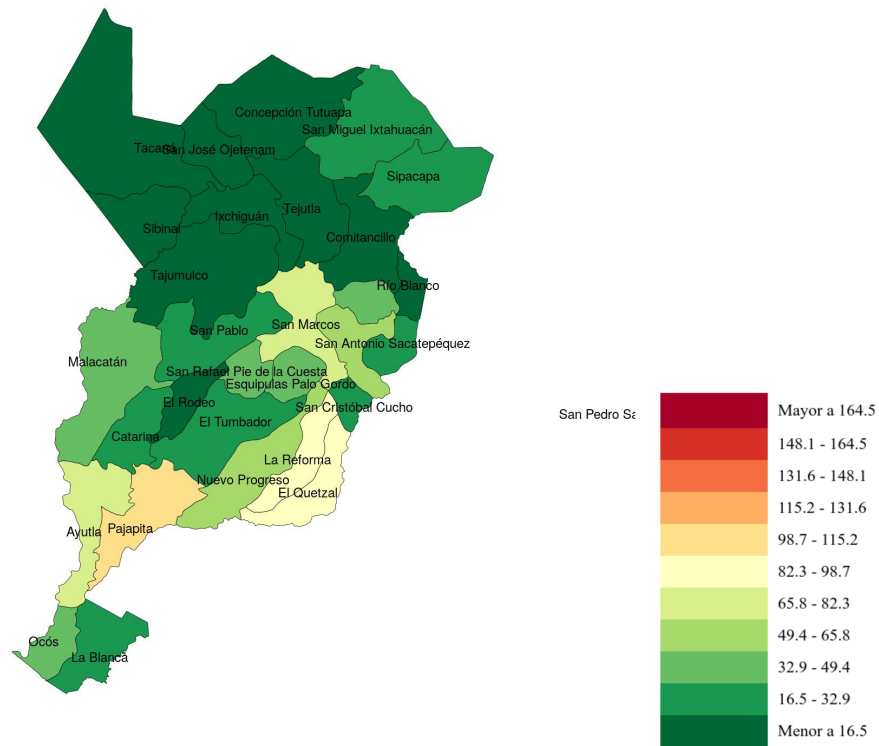 Concepción Tutuapa
San Miguel Ixtahuacán
Tacaná
San José Ojetenam
Sipacapa
Ixchiguán
Tejutla
Sibinal
Comitancillo
Tajumulco
Río Blanco
San Pablo
San Marcos
San Antonio Sacatepéquez
Malacatán
San Rafael Pie de la Cuesta
Esquipulas Palo Gordo
El Rodeo
San Cristóbal Cucho
San Pedro Sa
El Tumbador
Catarina
La Reforma
Nuevo Progreso
El Quetzal
Ayutla
Pajapita
Ocós
La Blanca
Mayor a 164.5
148.1 - 164.5
131.6 - 148.1
115.2 - 131.6
98.7 - 115.2
82.3 - 98.7
65.8 - 82.3
49.4 - 65.8
32.9 - 49.4
16.5 - 32.9
Menor a 16.5